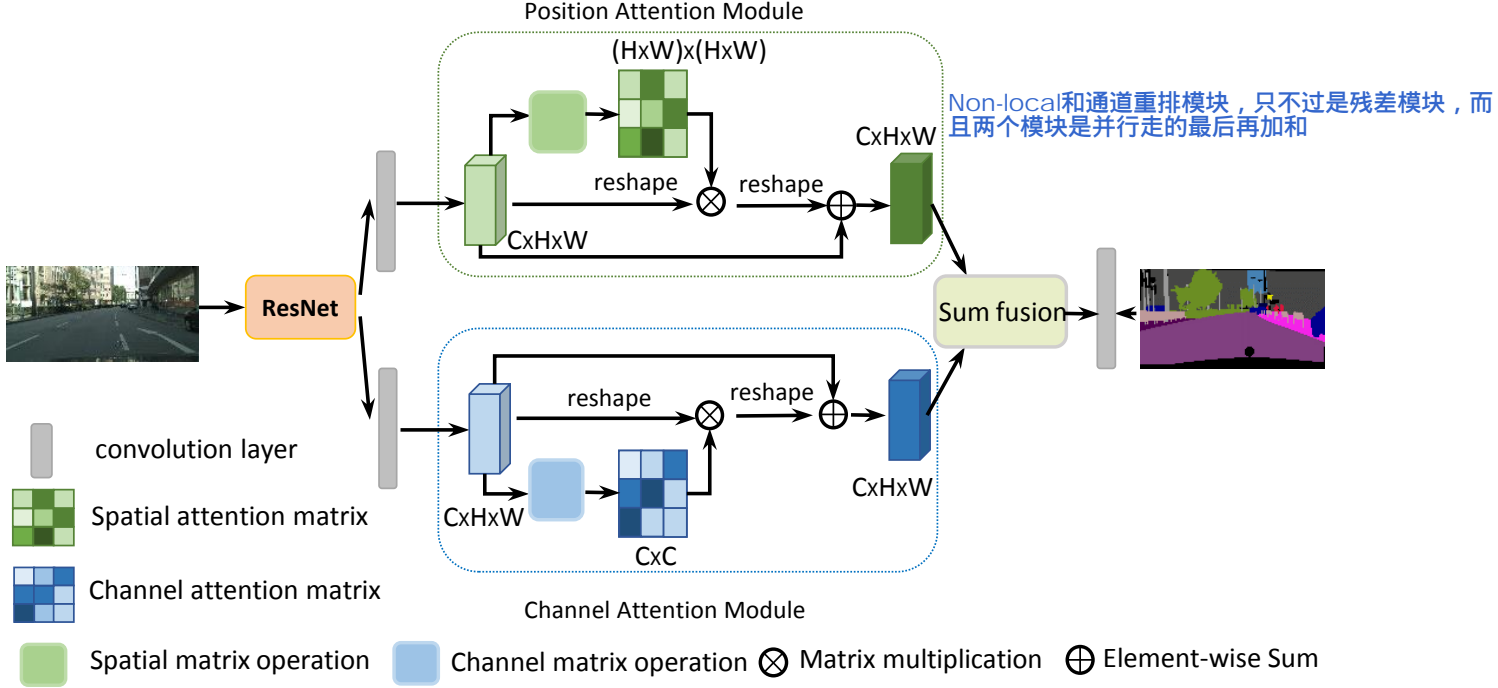 Position Attention Module
(HxW)x(HxW)
Non-local和通道重排模块，只不过是残差模块，而
且两个模块是并行走的最后再加和
CxHxW
reshape
reshape
CxHxW
ResNet
Sum fusion
reshape
reshape
CxHxW
CxHxW
CxC
Channel Attention Module
convolution layer
Spatial attention matrix
Channel attention matrix
Spatial matrix operation
Channel matrix operation
Matrix multiplication
Element-wise Sum